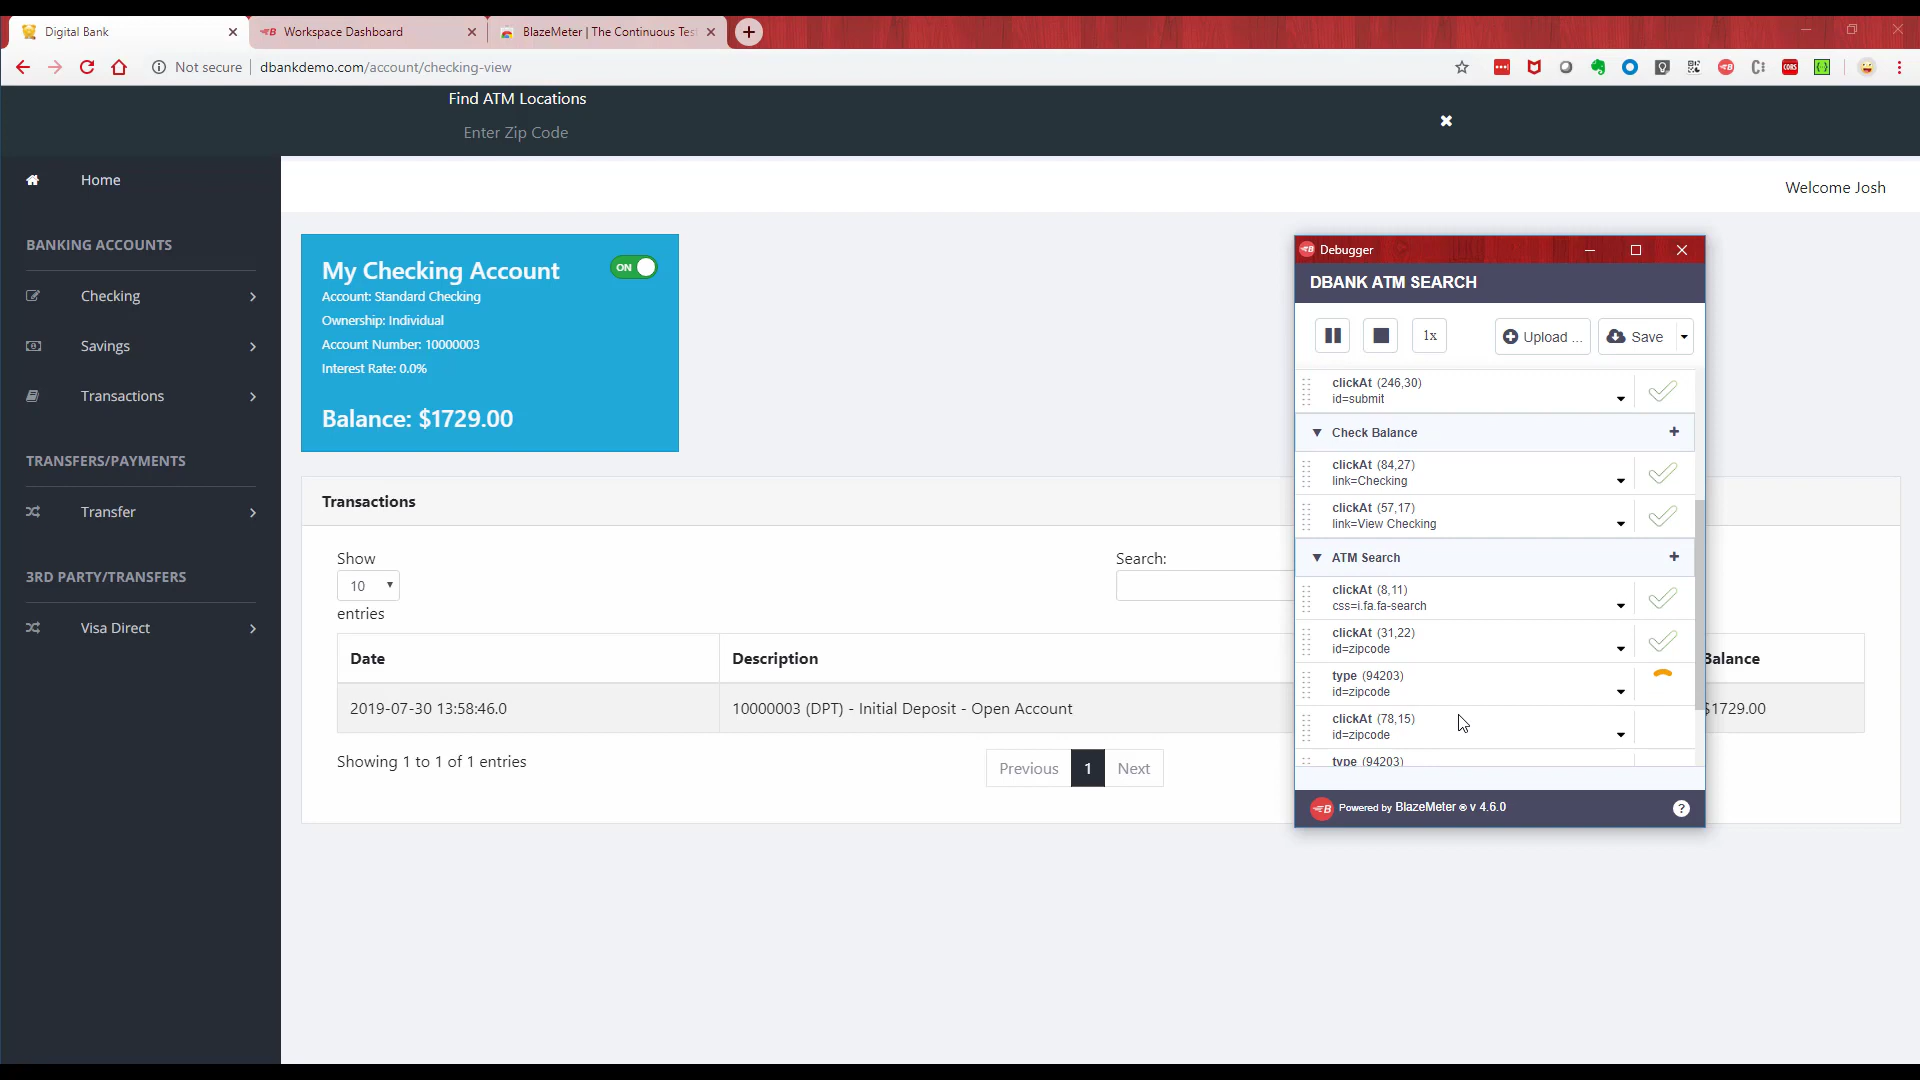 Digital Bank
Workspace Dashboard
BlazeMeter | The Continuous Tes
Not secure
dbankdemo.com/account/checking-view
CORS
Find ATM Locations
Enter Zip Code
Home
Welcome Josh
BANKING ACCOUNTS
Checking
Savings
Transactions
TRANSFERS/PAYMENTS
Transfer
3RD PARTY/TRANSFERS
Visa Direct
My Checking Account
ON
Account: Standard Checking
Ownership: Individual
Account Number: 10000003
Interest Rate: 0.0%
Balance: $1729.00
Transactions
Show
10
entries
Search:
Date
Description
Balance
2019-07-30 13:58:46.0
10000003 (DPT) - Initial Deposit - Open Account
$1729.00
Showing 1 to 1 of 1 entries
Previous
1
Next
Debugger
DBANK ATM SEARCH
1x
Upload ...
Save
clickAt (246,30)
id=submit
Check Balance
clickAt (84,27)
link=Checking
clickAt (57,17)
link=View Checking
ATM Search
clickAt (8,11)
css=i.fa.fa-search
clickAt (31,22)
id=zipcode
type (94203)
id=zipcode
clickAt (78,15)
id=zipcode
type (94203)
Powered by BlazeMeter ® v 4.6.0